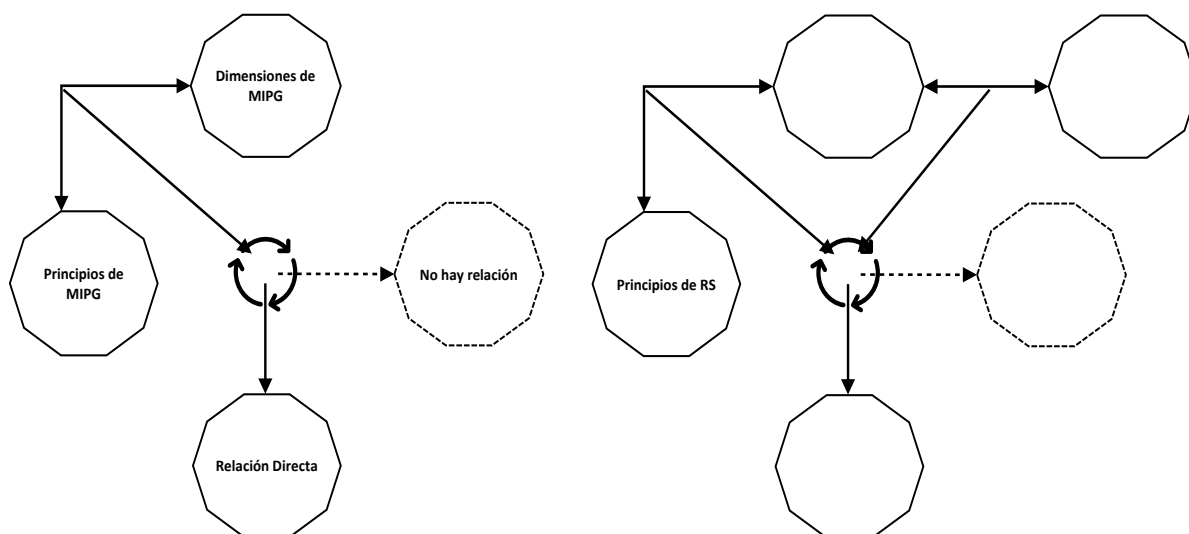 Dimensiones de
MIPG
Principios de
MIPG
No hay relación
Relación Directa
Principios de RS